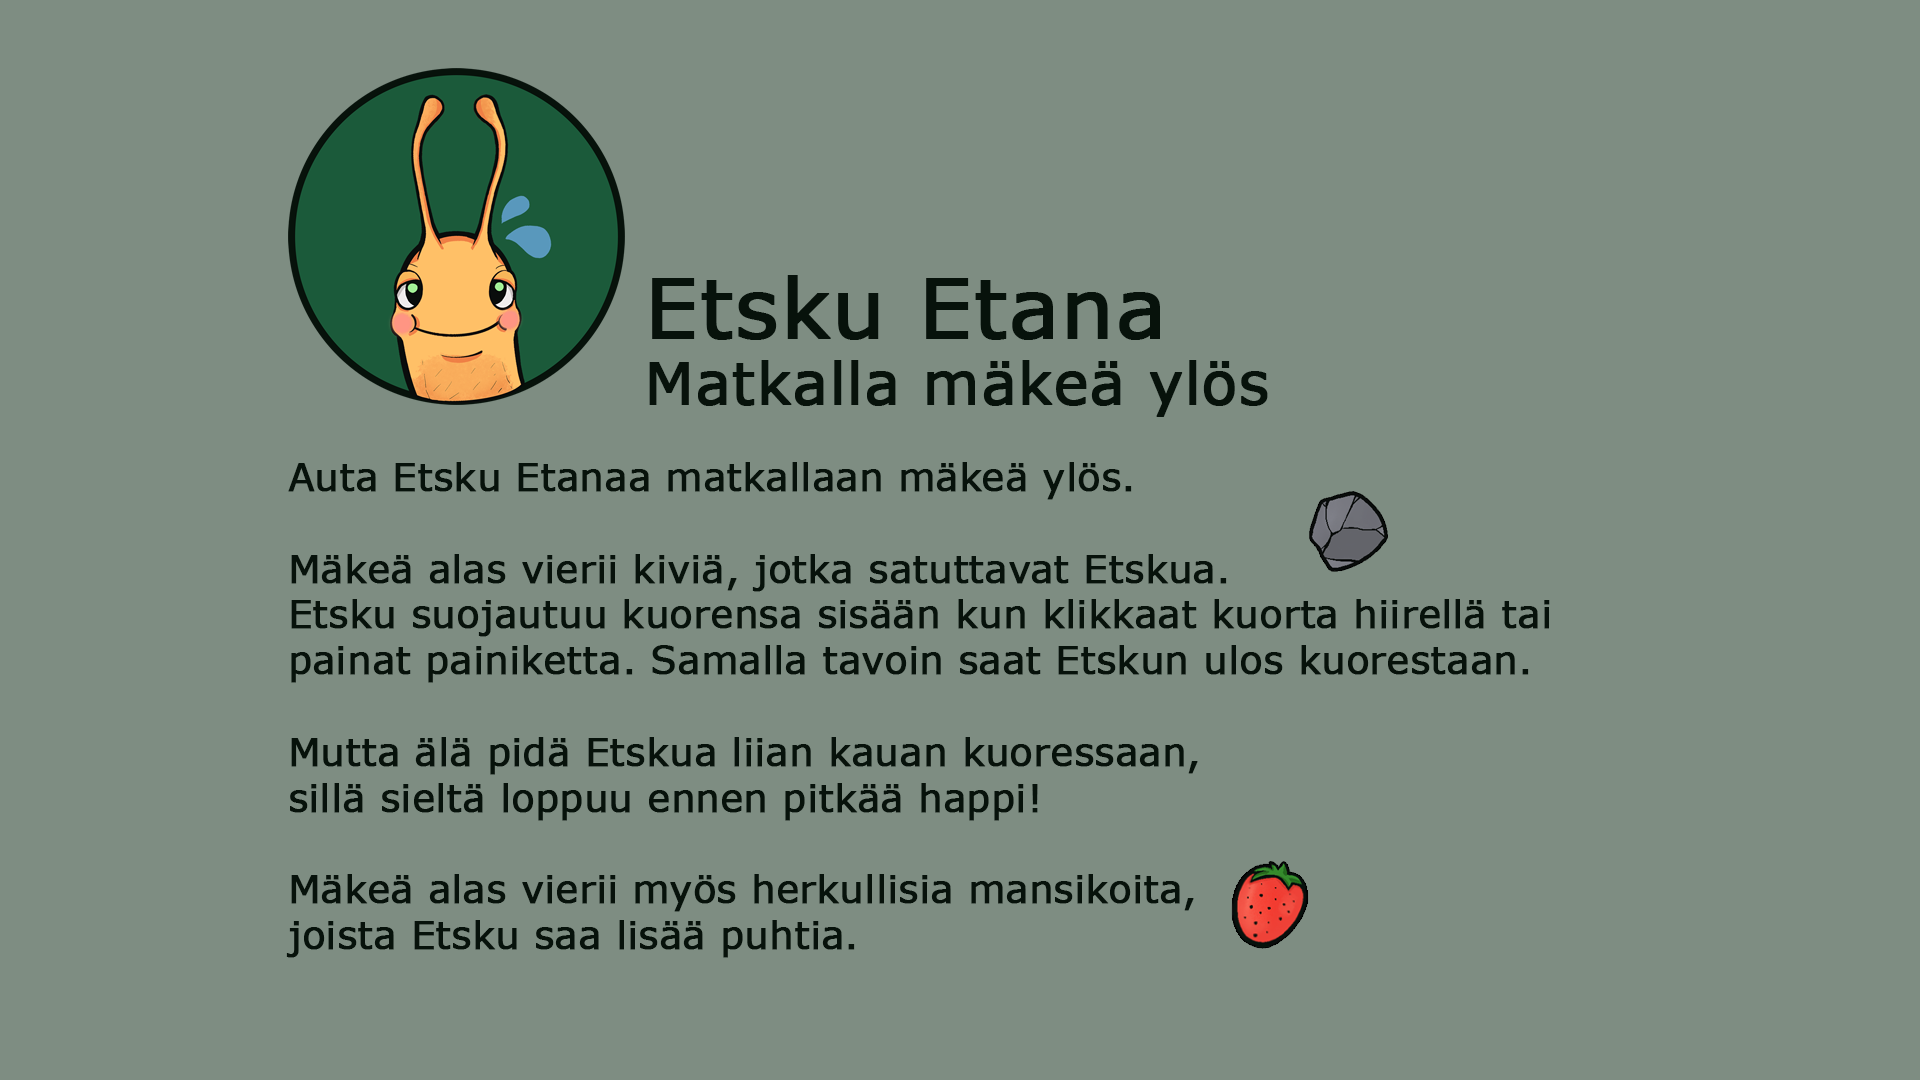 Etsku Etana
Matkalla mäkeä ylös
Auta Etsku Etanaa matkallaan mäkeä ylös.
Mäkeä alas vierii kiviä, jotka satuttavat Etskua.
Etsku suojautuu kuorensa sisään kun klikkaat kuorta hiirellä tai
painat painiketta. Samalla tavoin saat Etskun ulos kuorestaan.
Mutta älä pidä Etskua liian kauan kuoressaan,
sillä sieltä loppuu ennen pitkää happi!
Mäkeä alas vierii myös herkullisia mansikoita,
joista Etsku saa lisää puhtia.